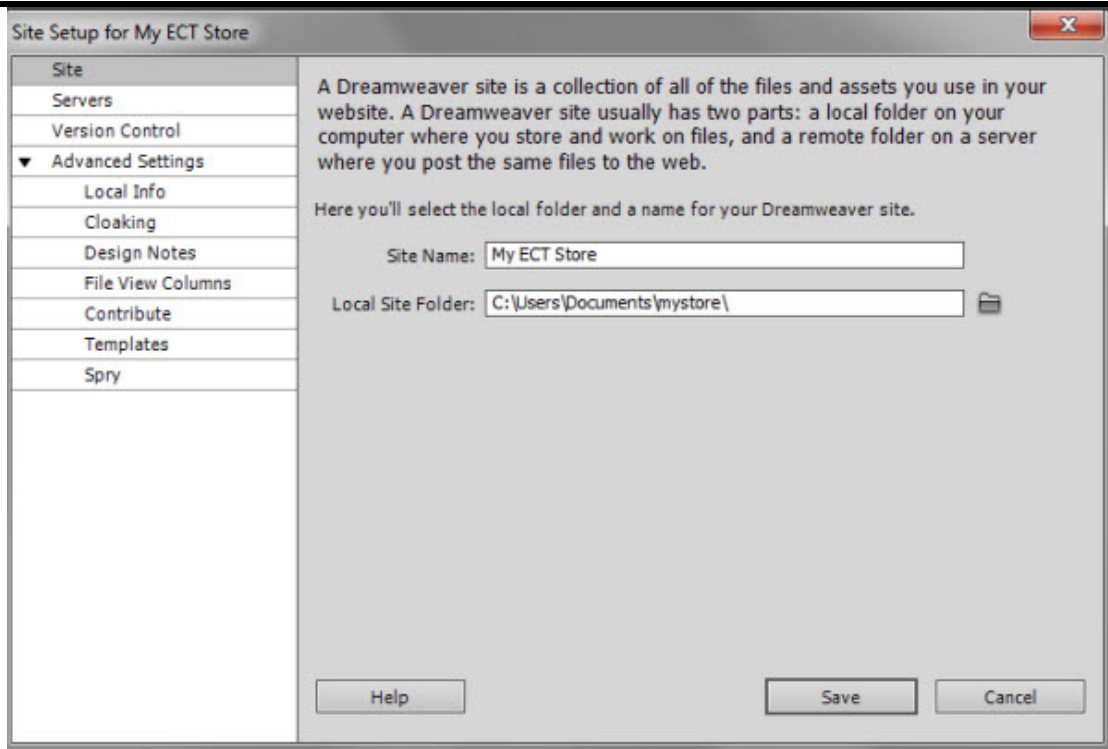 Site Setup for My ECT Store
X
Site
Servers
Version Control
Advanced Settings
Local Info
Cloaking
Design Notes
File View Columns
Contribute
Templates
Spry
A Dreamweaver site is a collection of all of the files and assets you use in your
website. A Dreamweaver site usually has two parts: a local folder on your
computer where you store and work on files, and a remote folder on a server
where you post the same files to the web.
Here you'll select the local folder and a name for your Dreamweaver site.
Site Name: My ECT Store
Local Site Folder: C:\Users\Documents\mystore\
Help Save Cancel